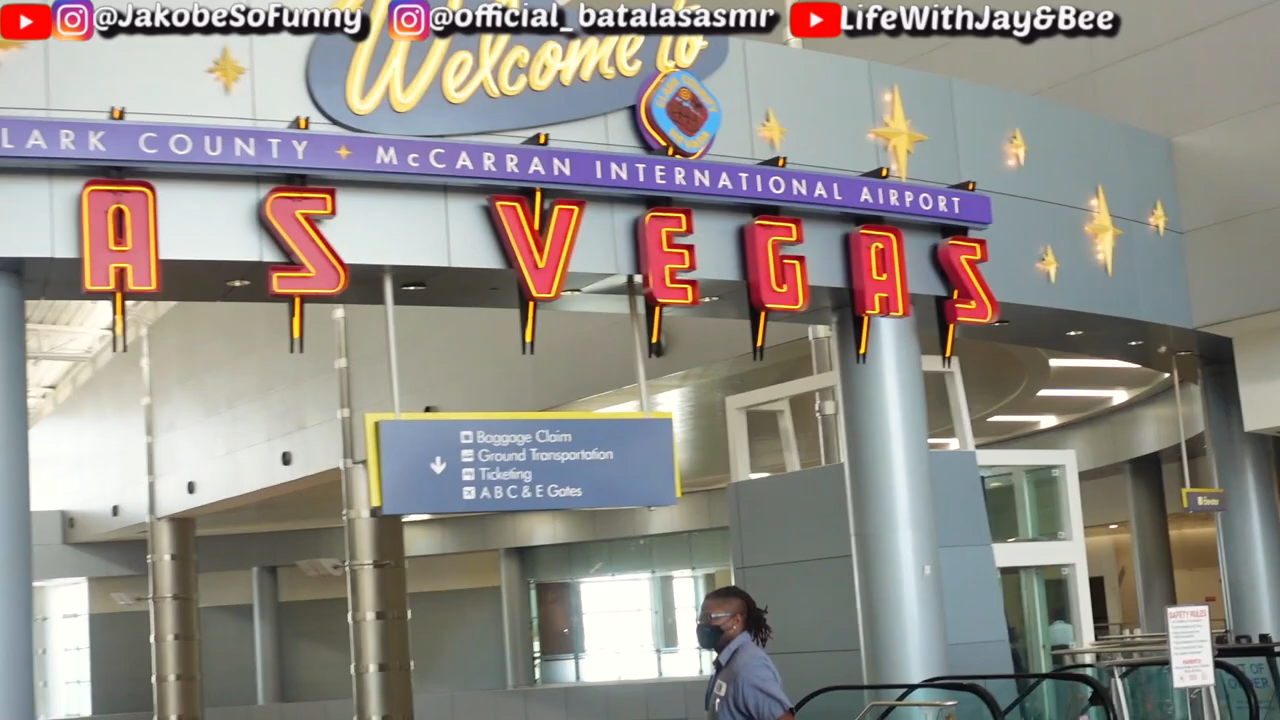 @JakobeSoFunny @official_batalasasmr LifeWithJay&Bee
Welcome to
LARK COUNTY McCARRAN INTERNATIONAL AIRPORT
AS VEGAS
Baggage Claim
Ground Transportation
Ticketing
A B C & E Gates
SAFETY RULES